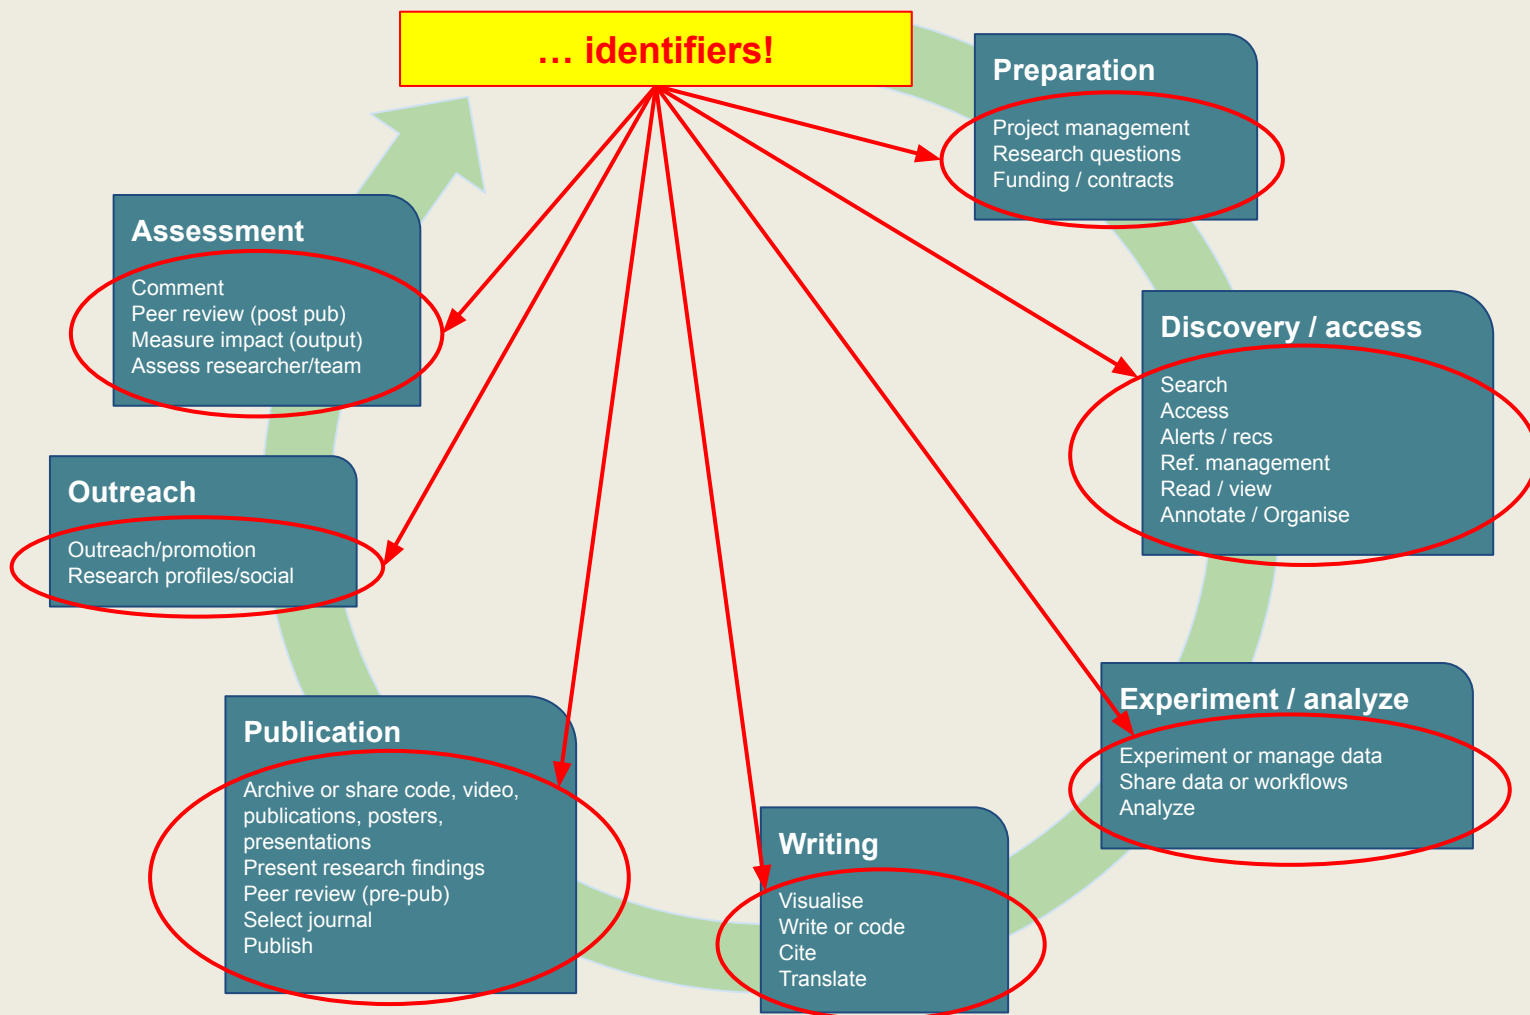 … identifiers!
Preparation
Project management
Research questions
Funding / contracts
Discovery / access
Search
Access
Alerts / recs
Ref. management
Read / view
Annotate / Organise
Experiment / analyze
Experiment or manage data
Share data or workflows
Analyze
Writing
Visualise
Write or code
Cite
Translate
Publication
Archive or share code, video,
publications, posters,
presentations
Present research findings
Peer review (pre-pub)
Select journal
Publish
Outreach
Outreach/promotion
Research profiles/social
Assessment
Comment
Peer review (post pub)
Measure impact (output)
Assess researcher/team